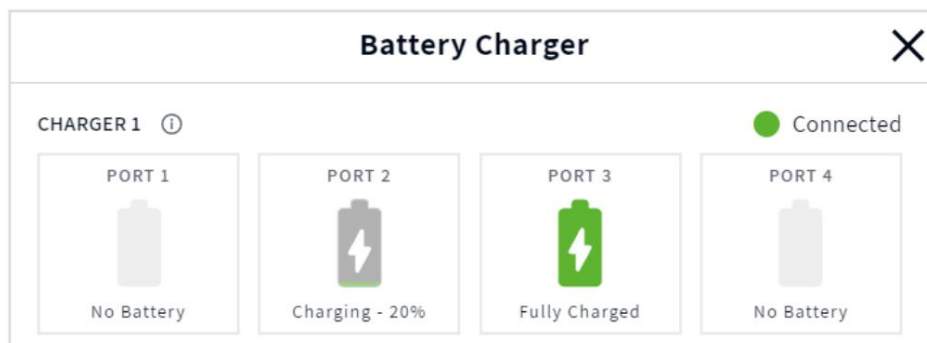 Battery Charger
CHARGER 1
Connected
PORT 1
PORT 2
PORT 3
PORT 4
No Battery
Charging - 20%
Fully Charged
No Battery